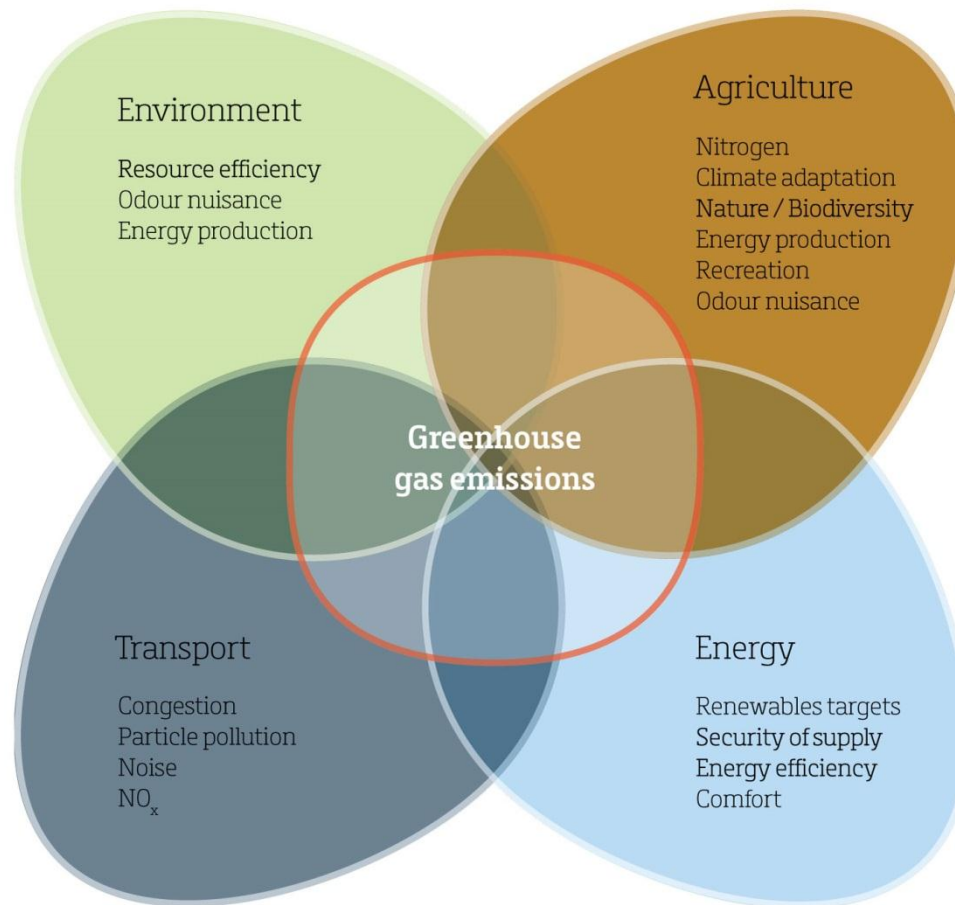 Environment
Resource efficiency
Odour nuisance
Energy production
Agriculture
Nitrogen
Climate adaptation
Nature / Biodiversity
Energy production
Recreation
Odour nuisance
Greenhouse
gas emissions
Transport
Congestion
Particle pollution
Noise
NOₓ
Energy
Renewables targets
Security of supply
Energy efficiency
Comfort